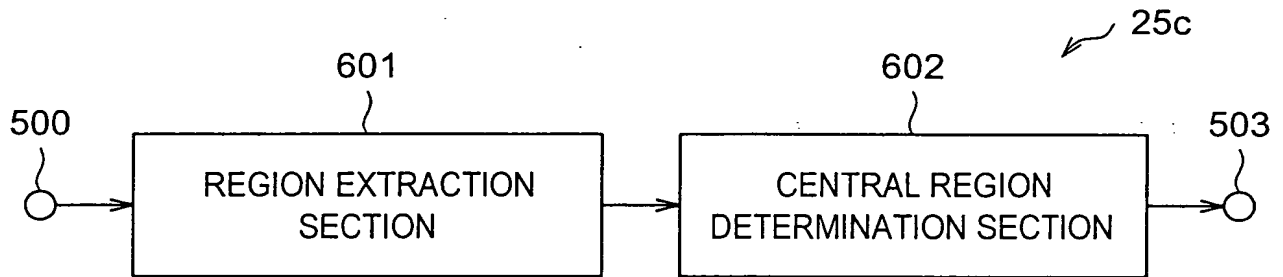 25c
601
602
500
503
REGION EXTRACTION
SECTION
CENTRAL REGION
DETERMINATION SECTION